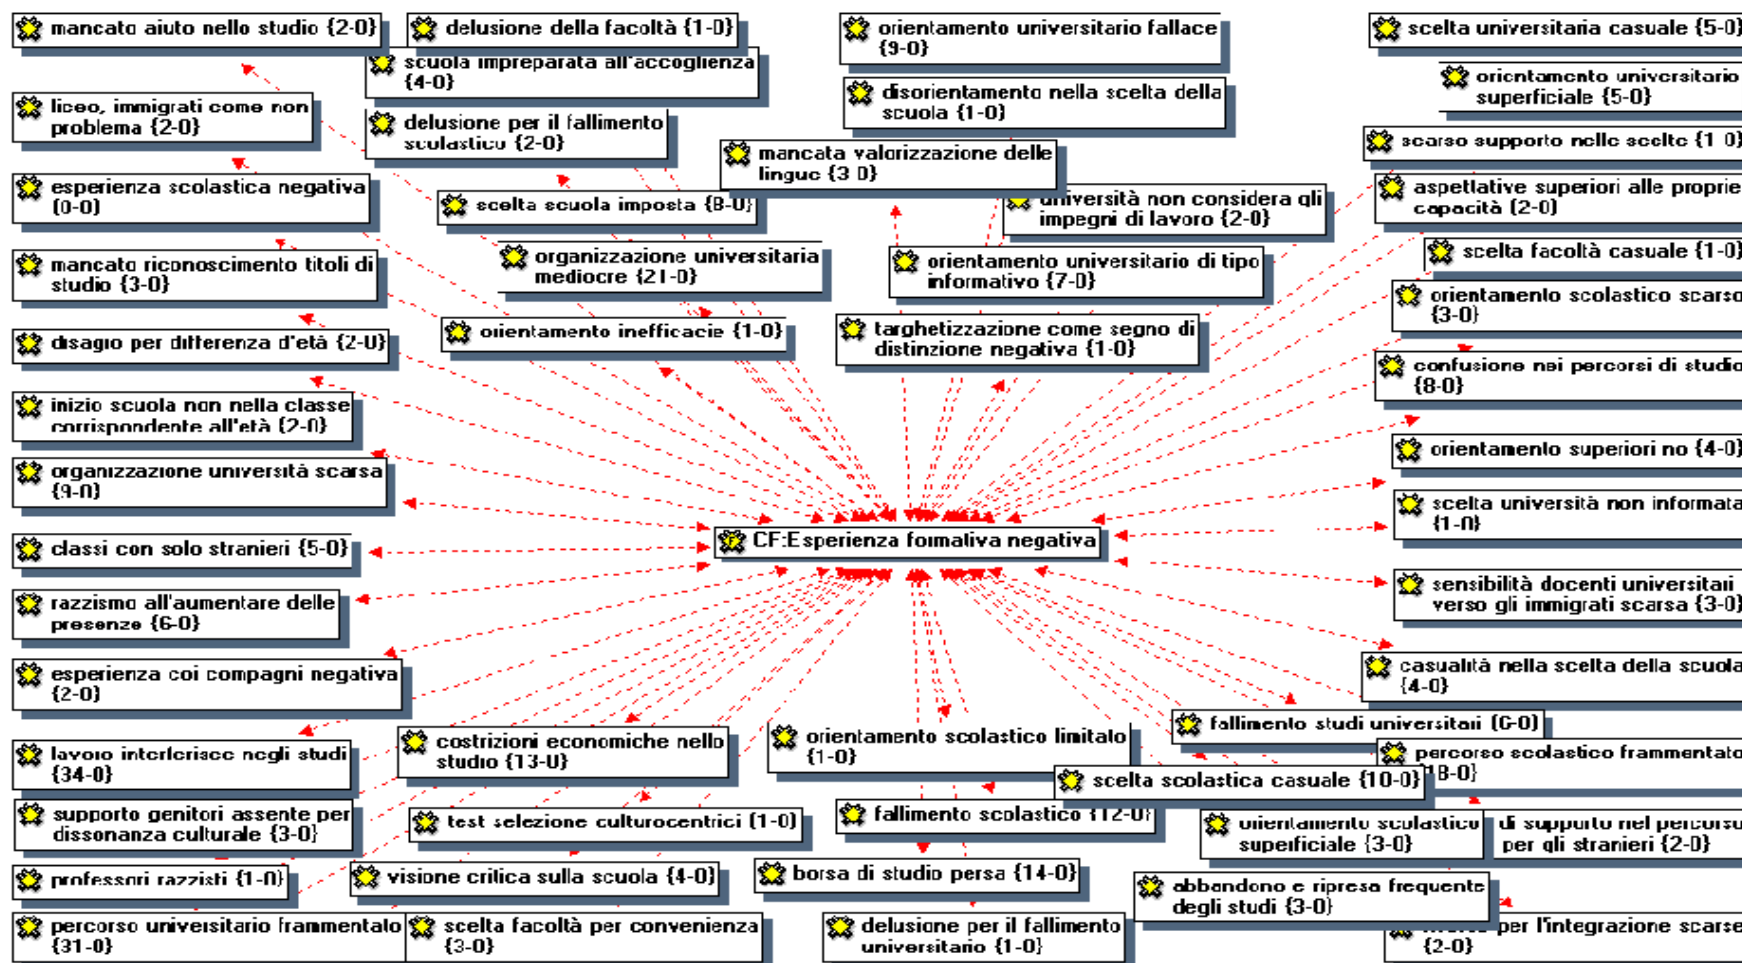 mancato aiuto nello studio {2-0}
delusione della facoltà {1-0}
scuola impreparata all'accoglienza
{4-0}
orientamento universitario fallace
{9-0}
scelta universitaria casuale {5-0}
orientamento universitario
superficiale {5-0}
liceo, immigrati come non
problema {2-0}
delusione per il fallimento
scolastico {2-0}
disorientamento nella scelta della
scuola {1-0}
scarso supporto nelle scelte {1-0}
mancata valorizzazione delle
lingue {3-0}
esperienza scolastica negativa
{0-0}
scelta scuola imposta {8-0}
università non considera gli
impegni di lavoro {2-0}
aspettative superiori alle proprie
capacità {2-0}
mancato riconoscimento titoli di
studio {3-0}
organizzazione universitaria
mediocre {21-0}
orientamento universitario di tipo
informativo {7-0}
scelta facoltà casuale {1-0}
orientamento scolastico scarso
{3-0}
disagio per differenza d'età {2-0}
orientamento inefficacie {1-0}
targhetizzazione come segno di
distinzione negativa {1-0}
confusione nei percorsi di studio
{8-0}
inizio scuola non nella classe
corrispondente all'età {2-0}
orientamento superiori no {4-0}
organizzazione università scarsa
{9-0}
scelta università non informata
{1-0}
classi con solo stranieri {5-0}
CF:Esperienza formativa negativa
razzismo all'aumentare delle
presenze {6-0}
sensibilità docenti universitari
verso gli immigrati scarsa {3-0}
esperienza coi compagni negativa
{2-0}
casualità nella scelta della scuola
{4-0}
lavoro interferisce negli studi
{34-0}
costrizioni economiche nello
studio {13-0}
orientamento scolastico limitato
{1-0}
fallimento studi universitari {6-0}
percorso scolastico frammentato
18-0}
scelta scolastica casuale {10-0}
supporto genitori assente per
dissonanza culturale {3-0}
test selezione culturocentrici {1-0}
fallimento scolastico {12-0}
orientamento scolastico
superficiale {3-0}
di supporto nel percorso
per gli stranieri {2-0}
professori razzisti {1-0}
visione critica sulla scuola {4-0}
borsa di studio persa {14-0}
abbandono e ripresa frequente
degli studi {3-0}
percorso universitario frammentato
{31-0}
scelta facoltà per convenienza
{3-0}
delusione per il fallimento
universitario {1-0}
per l'integrazione scarse
{2-0}